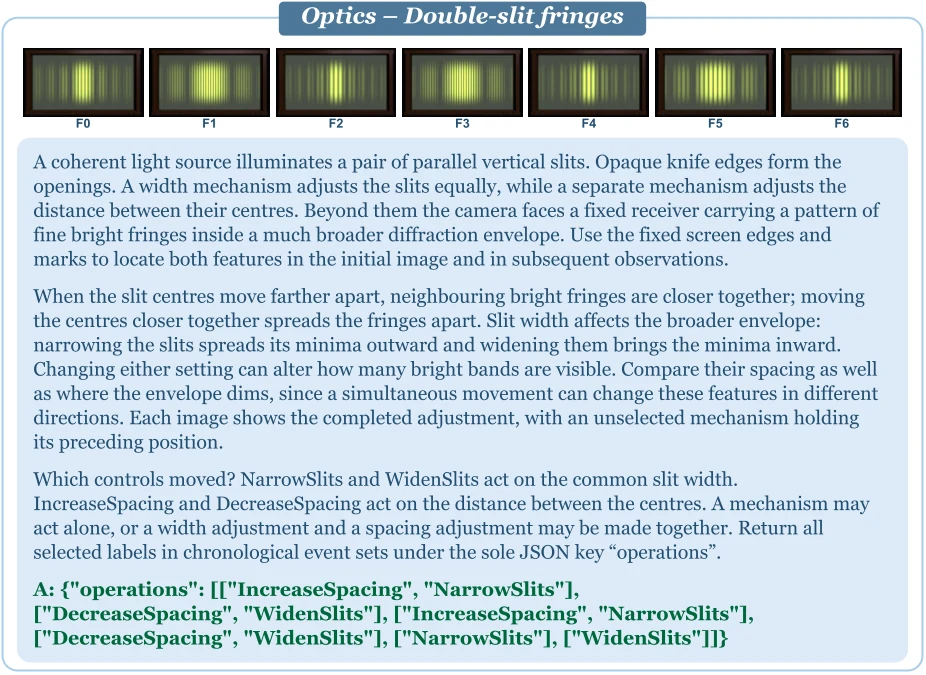 Optics – Double-slit fringes
F0 F1 F2 F3 F4 F5 F6
A coherent light source illuminates a pair of parallel vertical slits. Opaque knife edges form the
openings. A width mechanism adjusts the slits equally, while a separate mechanism adjusts the
distance between their centres. Beyond them the camera faces a fixed receiver carrying a pattern of
fine bright fringes inside a much broader diffraction envelope. Use the fixed screen edges and
marks to locate both features in the initial image and in subsequent observations.
When the slit centres move farther apart, neighbouring bright fringes are closer together; moving
the centres closer together spreads the fringes apart. Slit width affects the broader envelope:
narrowing the slits spreads its minima outward and widening them brings the minima inward.
Changing either setting can alter how many bright bands are visible. Compare their spacing as well
as where the envelope dims, since a simultaneous movement can change these features in different
directions. Each image shows the completed adjustment, with an unselected mechanism holding
its preceding position.
Which controls moved? NarrowSlits and WidenSlits act on the common slit width.
IncreaseSpacing and DecreaseSpacing act on the distance between the centres. A mechanism may
act alone, or a width adjustment and a spacing adjustment may be made together. Return all
selected labels in chronological event sets under the sole JSON key “operations”.
A: {"operations": [["IncreaseSpacing", "NarrowSlits"],
["DecreaseSpacing", "WidenSlits"], ["IncreaseSpacing", "NarrowSlits"],
["DecreaseSpacing", "WidenSlits"], ["NarrowSlits"], ["WidenSlits"]]}